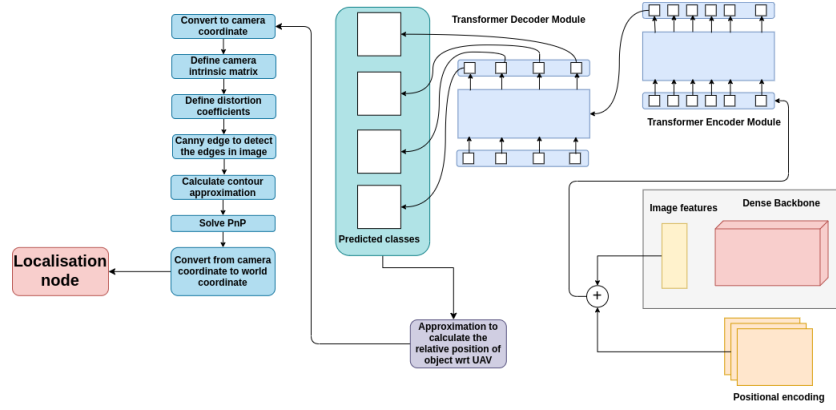 Convert to camera
coordinate
Define camera
intrinsic matrix
Define distortion
coefficients
Canny edge to detect
the edges in image
Calculate contour
approximation
Solve PnP
Convert from camera
coordinate to world
coordinate
Localisation
node
Predicted classes
Approximation to
calculate the
relative position of
object wrt UAV
Transformer Decoder Module
Transformer Encoder Module
Image features
Dense Backbone
+
Positional encoding